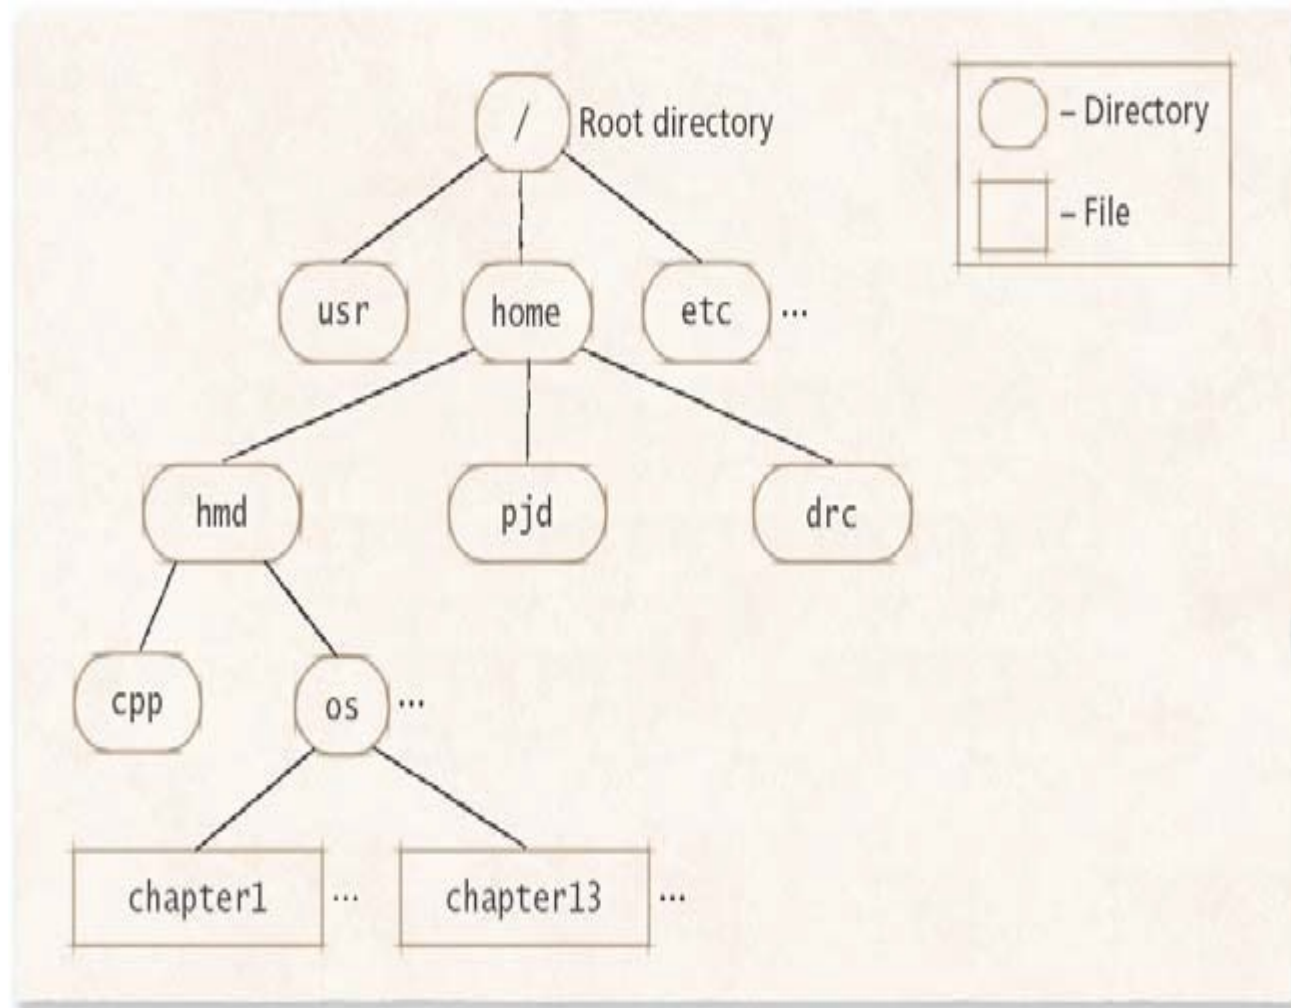 / Root directory
– Directory
– File
usr home etc ...
hmd pjd drc
cpp os ...
chapter1 ... chapter13 ...